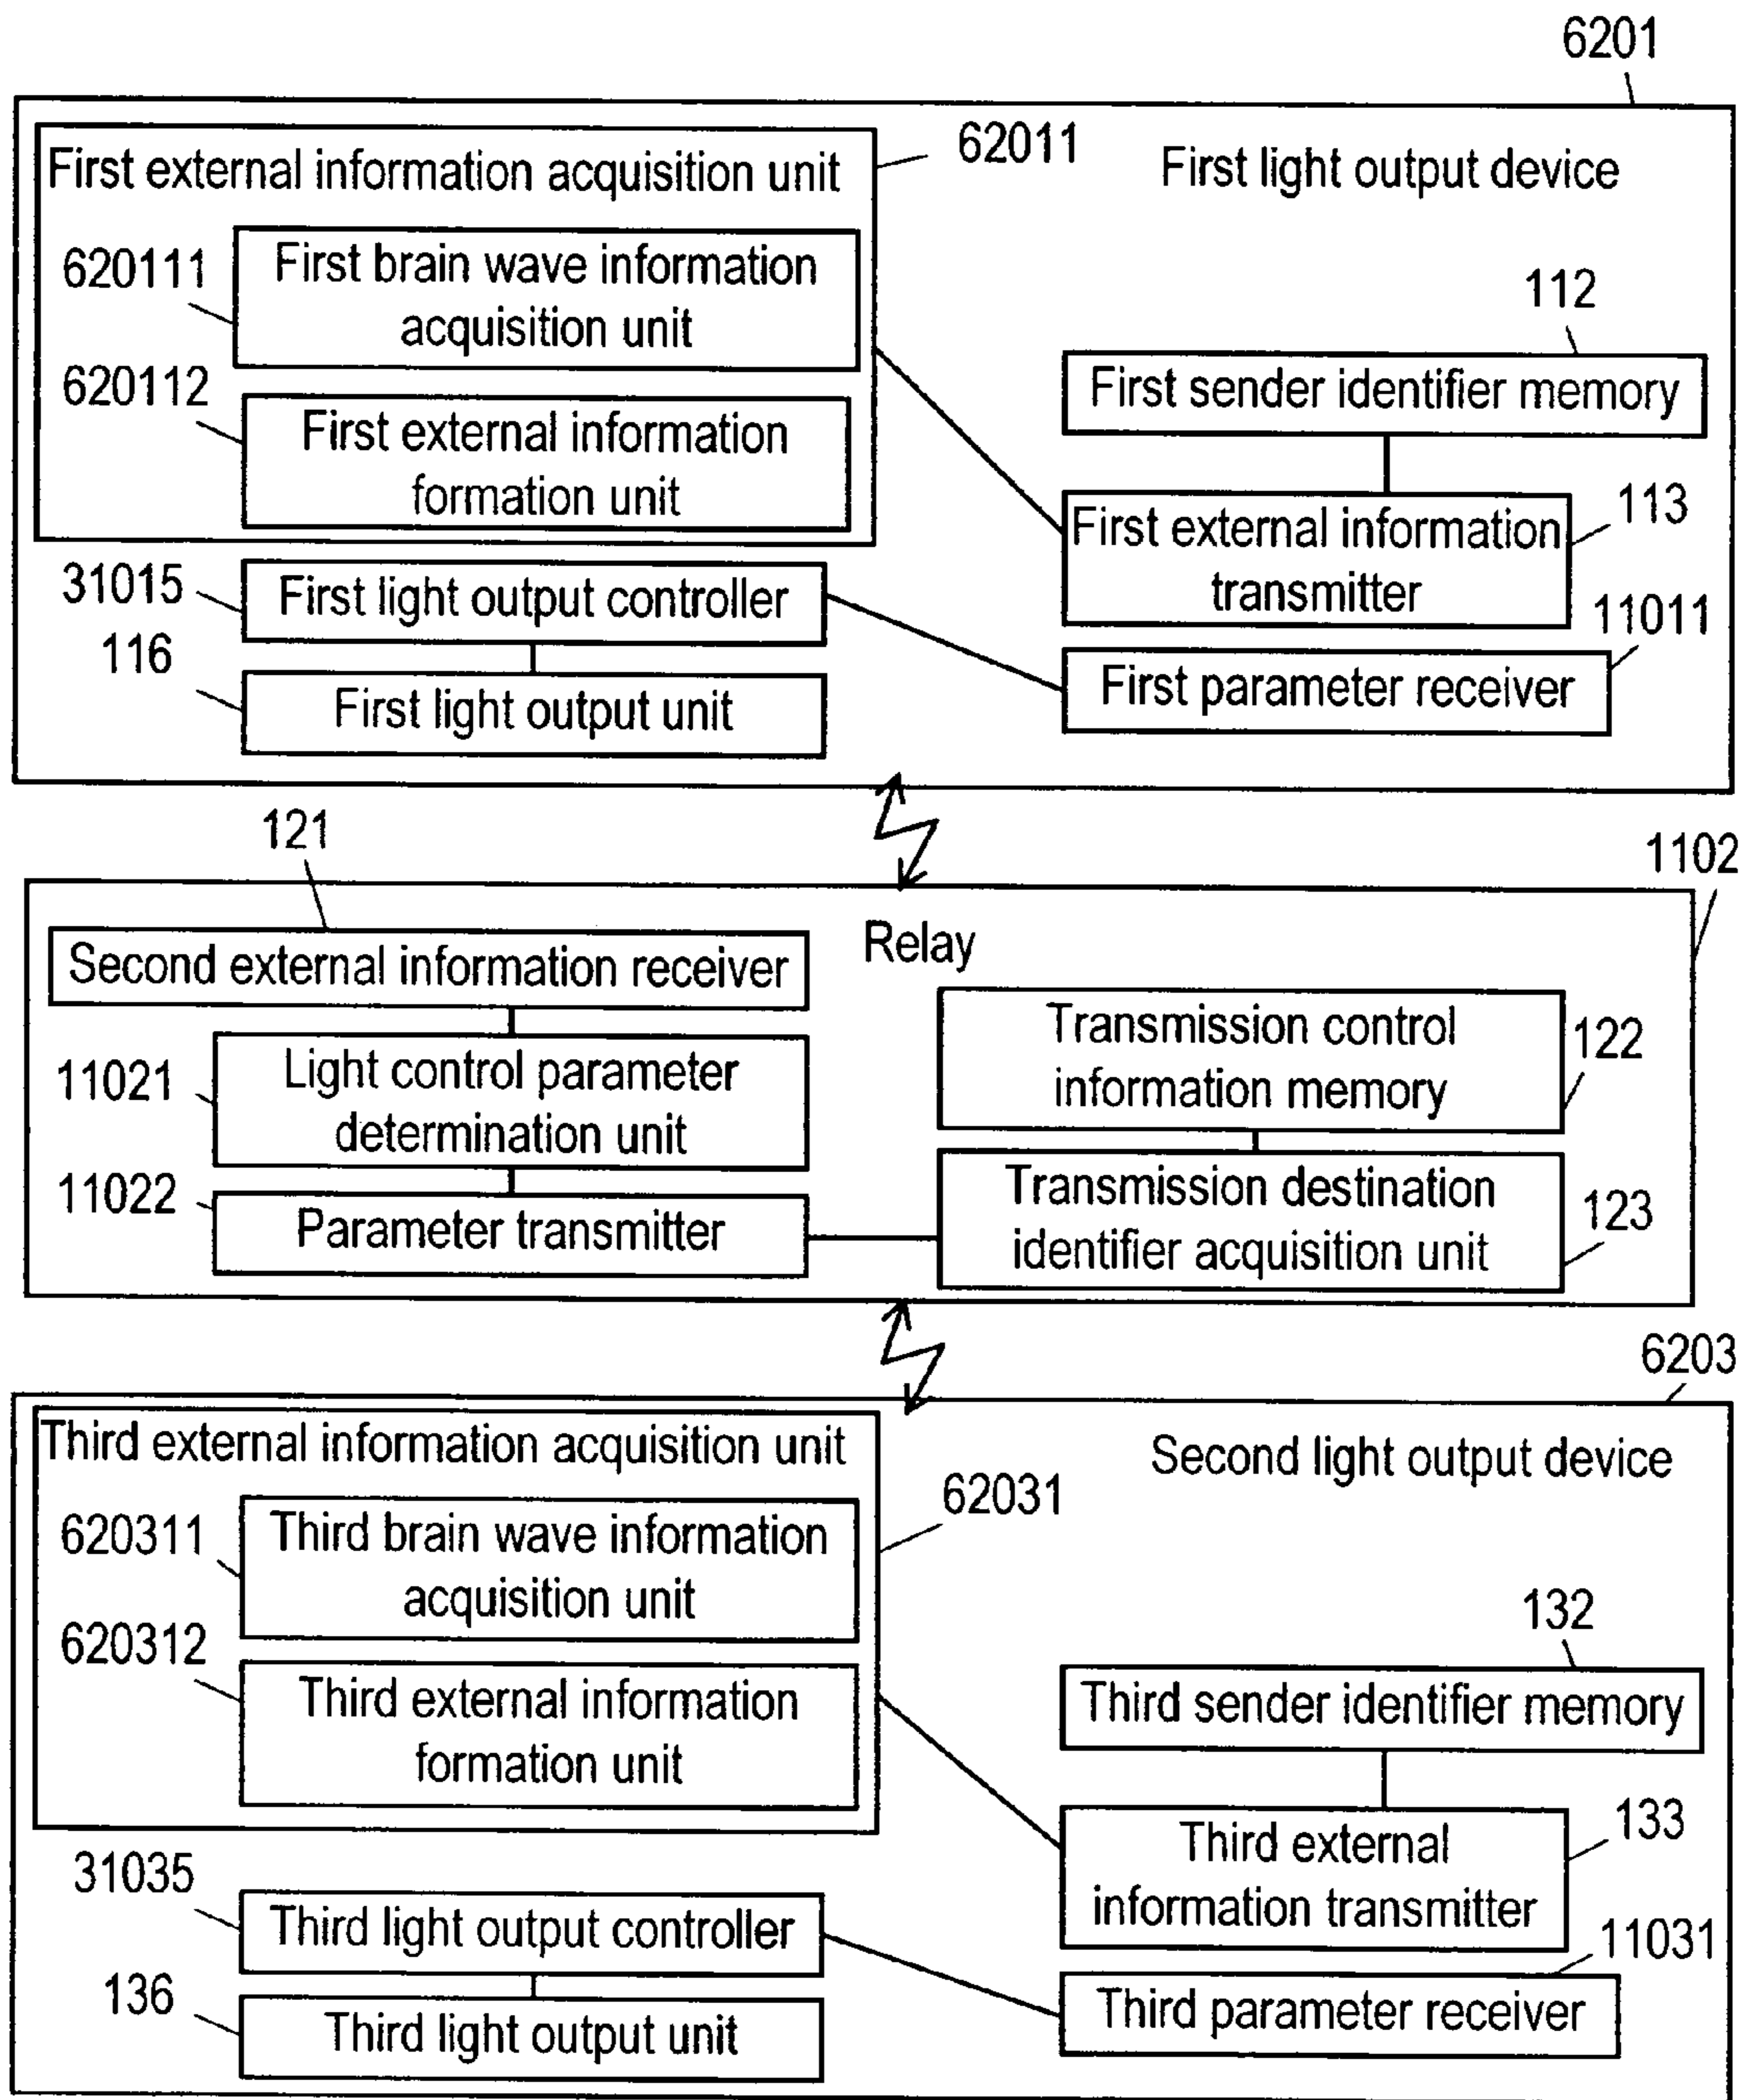 6201
First external information acquisition unit
62011
First light output device
620111
First brain wave information
acquisition unit
112
620112
First sender identifier memory
First external information
formation unit
113
First external information
transmitter
31015
First light output controller
11011
116
First parameter receiver
First light output unit
121
1102
Relay
Second external information receiver
Transmission control
information memory
122
11021
Light control parameter
determination unit
11022
Parameter transmitter
Transmission destination
identifier acquisition unit
123
6203
Third external information acquisition unit
Second light output device
62031
620311
Third brain wave information
acquisition unit
132
620312
Third sender identifier memory
Third external information
formation unit
133
Third external
information transmitter
31035
Third light output controller
11031
136
Third parameter receiver
Third light output unit